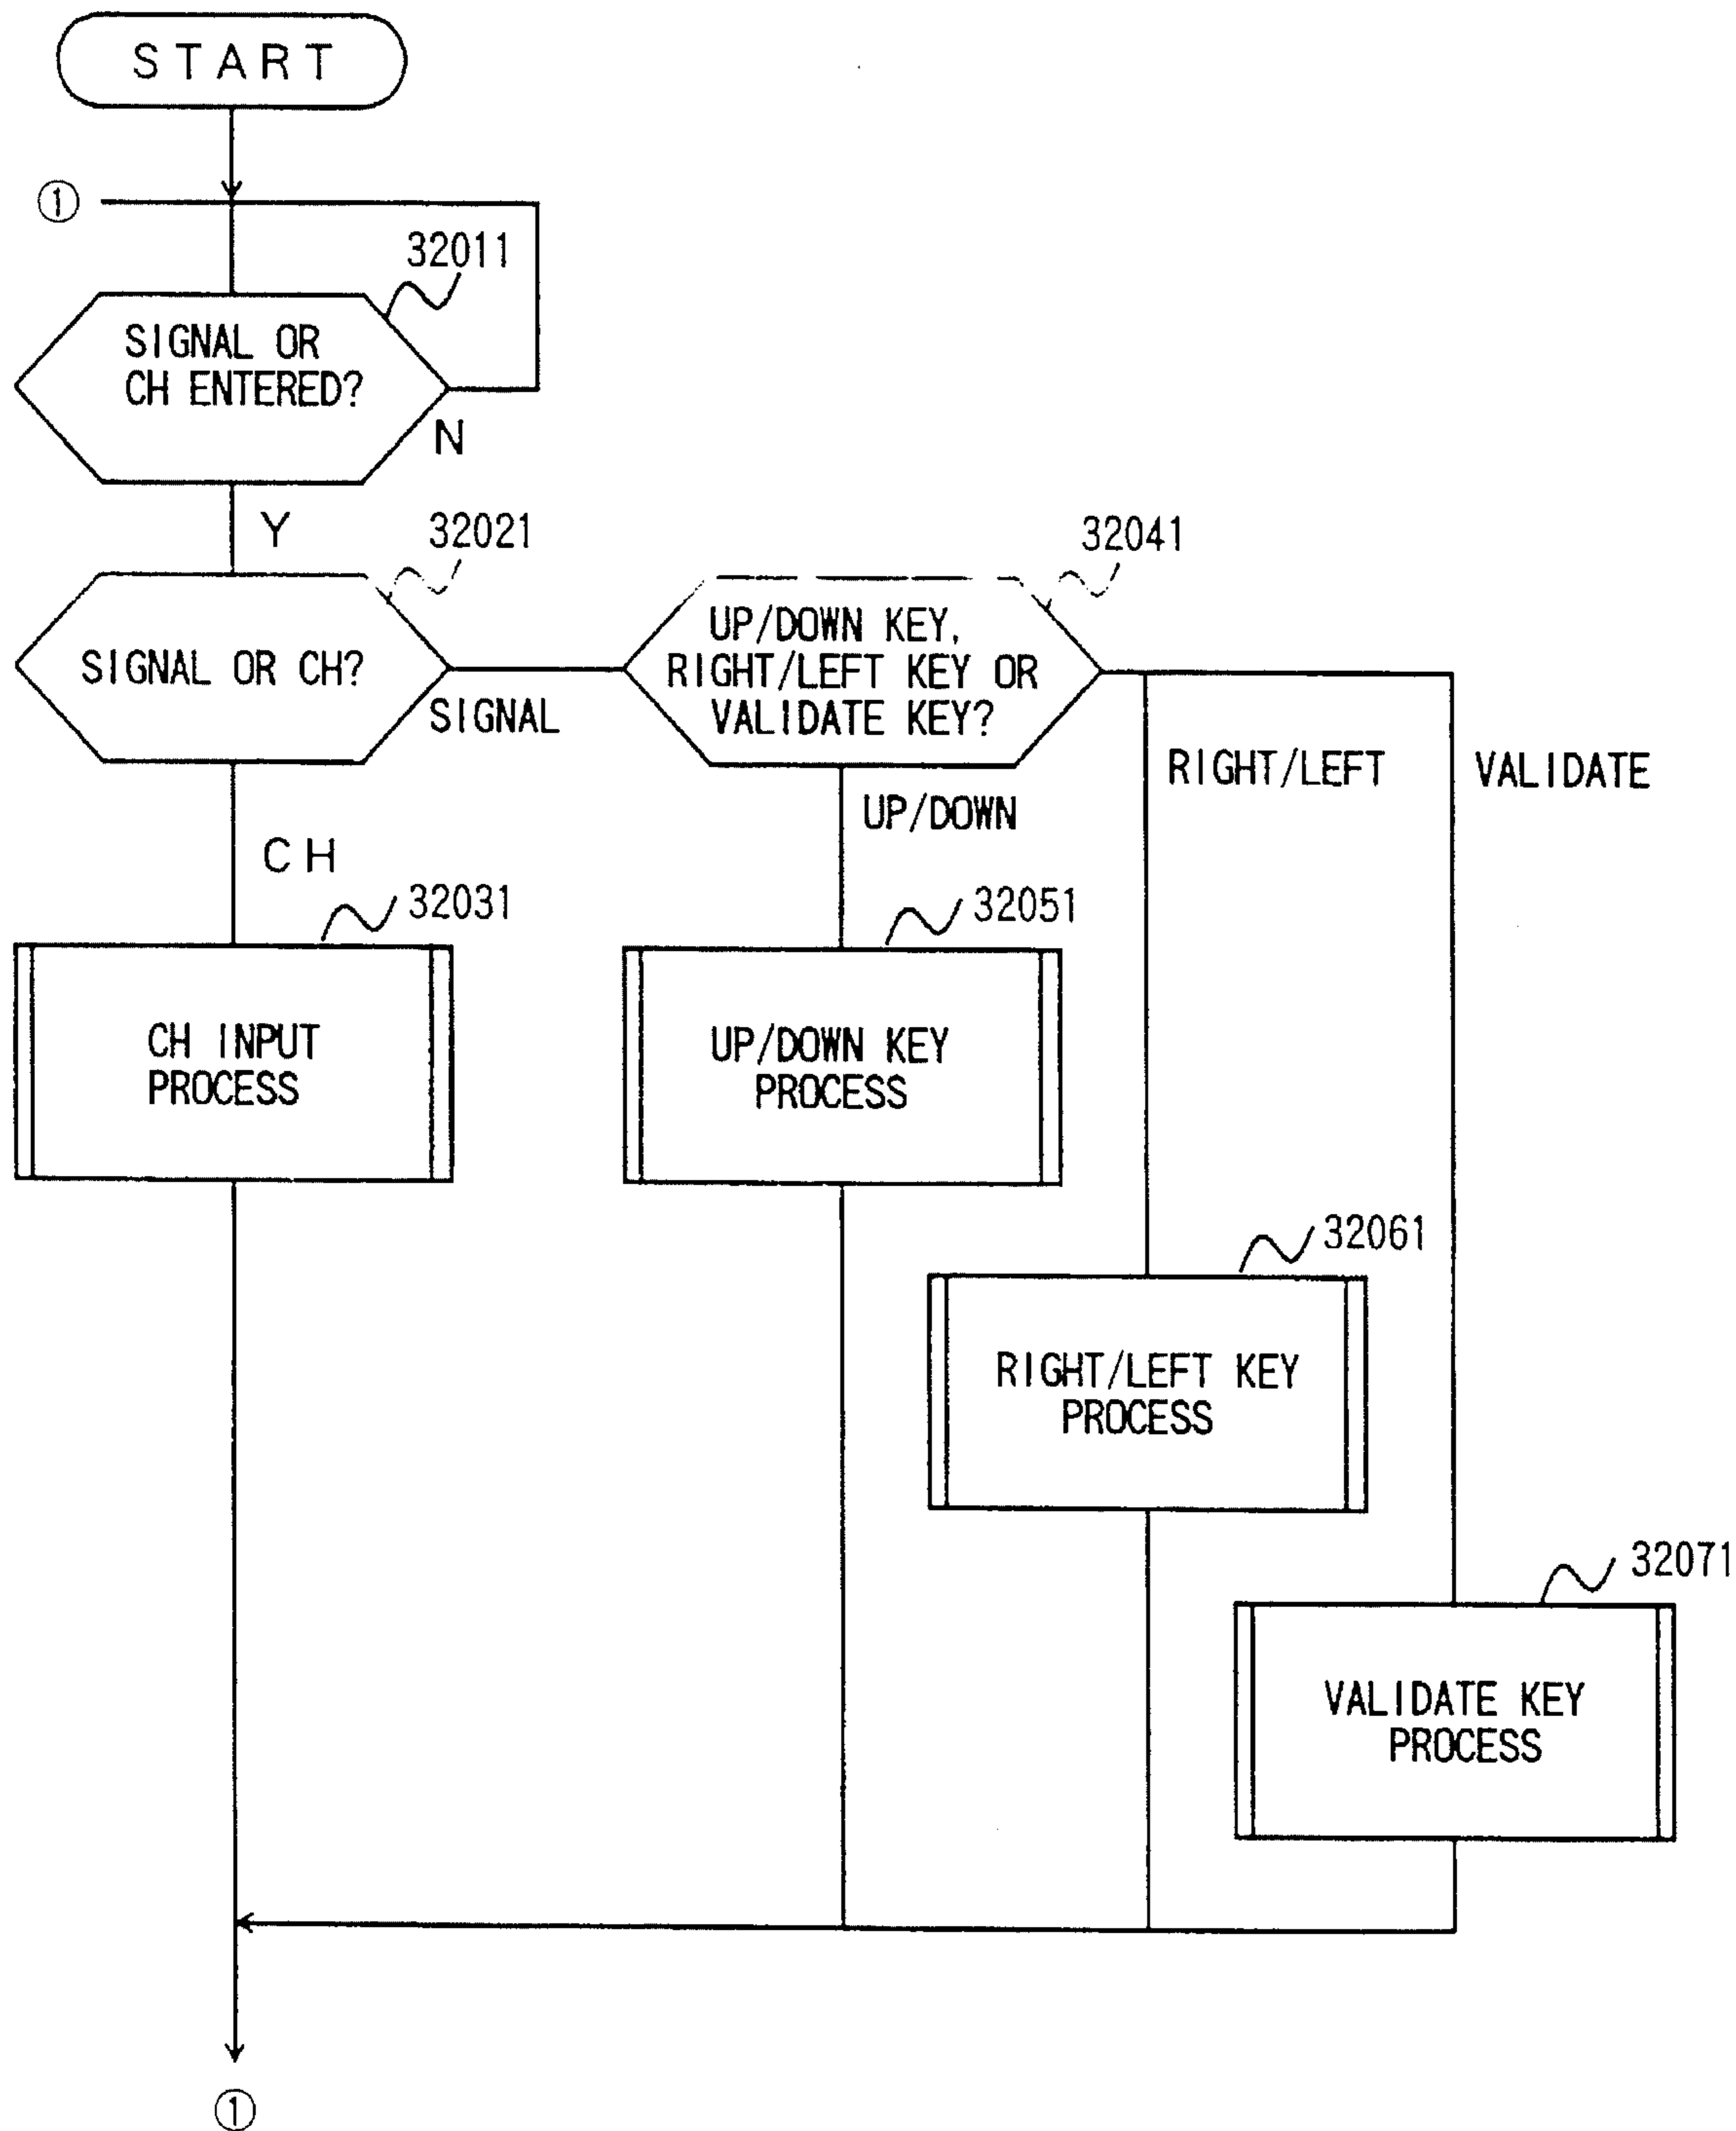 START
①
32011
SIGNAL OR
CH ENTERED?
N
Y
32021
32041
SIGNAL OR CH?
SIGNAL
UP/DOWN KEY,
RIGHT/LEFT KEY OR
VALIDATE KEY?
RIGHT/LEFT
VALIDATE
UP/DOWN
CH
32031
32051
CH INPUT
PROCESS
UP/DOWN KEY
PROCESS
32061
RIGHT/LEFT KEY
PROCESS
32071
VALIDATE KEY
PROCESS
①